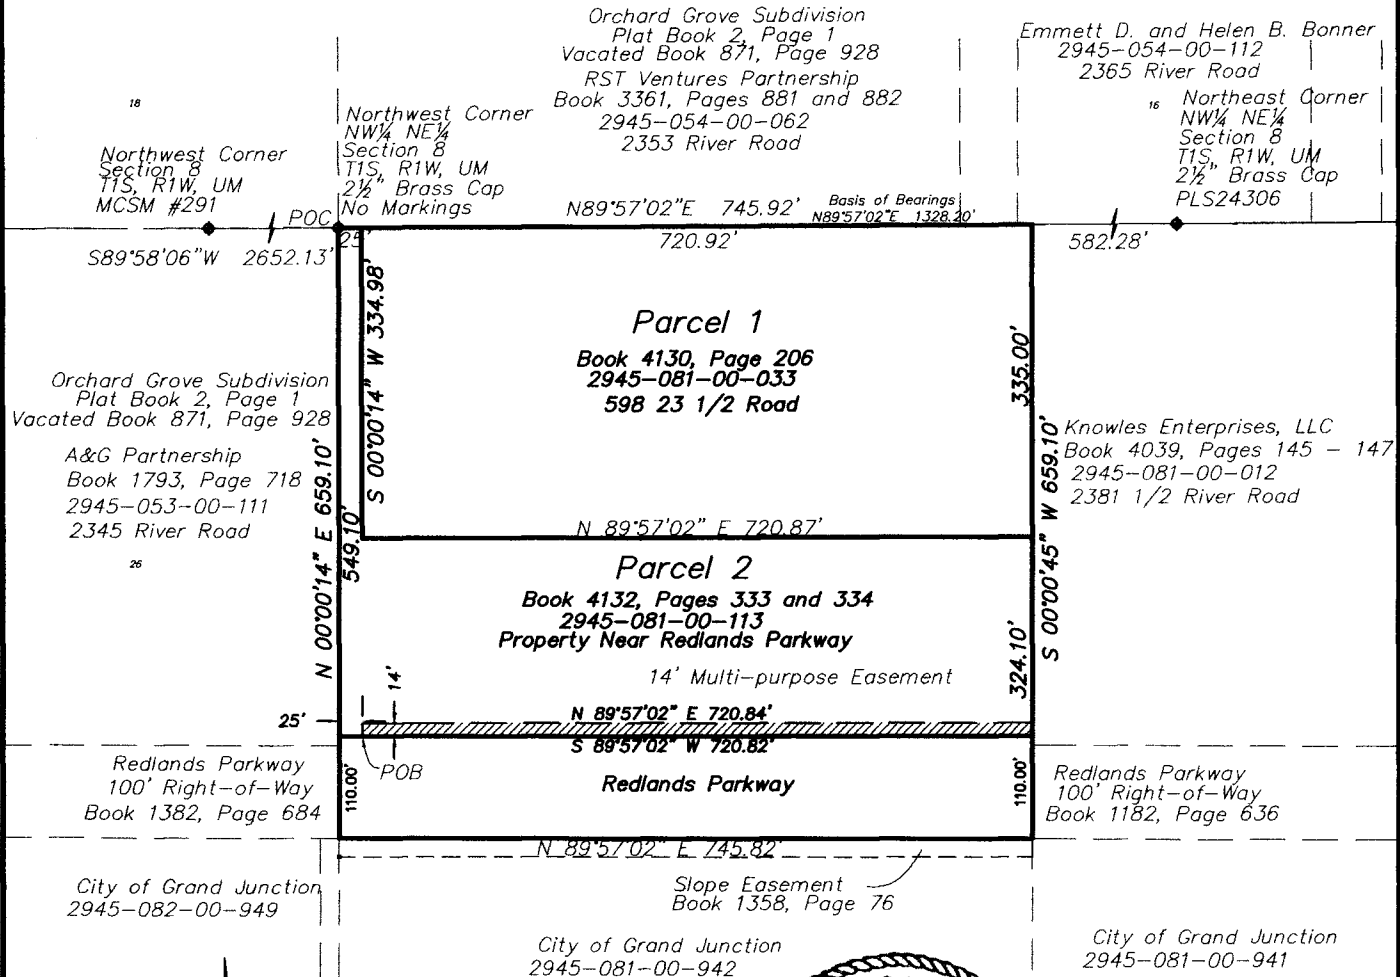 Orchard Grove Subdivision
Plat Book 2, Page 1
Vacated Book 871, Page 928
RST Ventures Partnership
Book 3361, Pages 881 and 882
2945-054-00-062
2353 River Road
Emmett D. and Helen B. Bonner
2945-054-00-112
2365 River Road
18
Northwest Corner
Section 8
T1S, R1W, UM
MCSM #291
Northwest Corner
NW¼ NE¼
Section 8
T1S, R1W, UM
2½" Brass Cap
No Markings
16
Northeast Corner
NW¼ NE¼
Section 8
T1S, R1W, UM
2½" Brass Cap
PLS24306
POC
N89°57'02"E 745.92'
Basis of Bearings
N89°57'02"E 1328.20'
S89°58'06"W 2652.13'
25'
720.92'
582.28'
S 00°00'14" W 334.98'
Parcel 1
Book 4130, Page 206
2945-081-00-033
598 23 1/2 Road
335.00'
Orchard Grove Subdivision
Plat Book 2, Page 1
Vacated Book 871, Page 928
A&G Partnership
Book 1793, Page 718
2945-053-00-111
2345 River Road
26
N 00°00'14" E 659.10'
549.10'
Knowles Enterprises, LLC
Book 4039, Pages 145 - 147
2945-081-00-012
2381 1/2 River Road
S 00°00'45" W 659.10'
N 89°57'02" E 720.87'
Parcel 2
Book 4132, Pages 333 and 334
2945-081-00-113
Property Near Redlands Parkway
324.10'
14' Multi-purpose Easement
14'
25'
N 89°57'02" E 720.84'
S 89°57'02" W 720.82'
POB
Redlands Parkway
100' Right-of-Way
Book 1382, Page 684
110.00'
Redlands Parkway
110.00'
Redlands Parkway
100' Right-of-Way
Book 1182, Page 636
N 89°57'02" E 745.82'
Slope Easement
Book 1358, Page 76
City of Grand Junction
2945-082-00-949
City of Grand Junction
2945-081-00-942
City of Grand Junction
2945-081-00-941